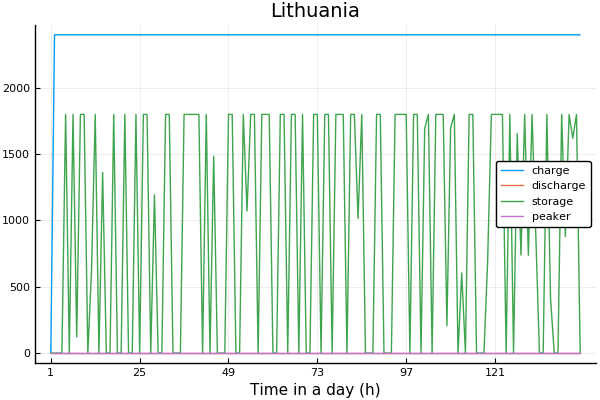 Lithuania
2000
1500
1000
500
0
charge
discharge
storage
peaker
1 25 49 73 97 121
Time in a day (h)